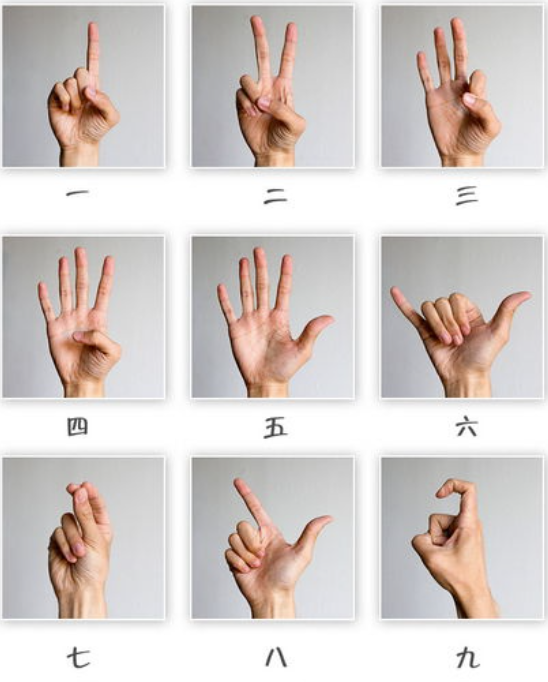 一 二 三
四 五 六
七 八 九